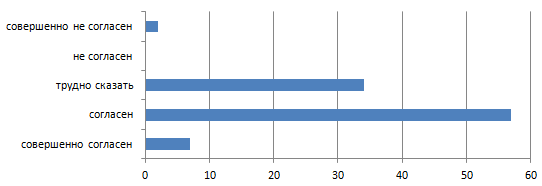 совершенно не согласен
не согласен
трудно сказать
согласен
совершенно согласен
0 10 20 30 40 50 60